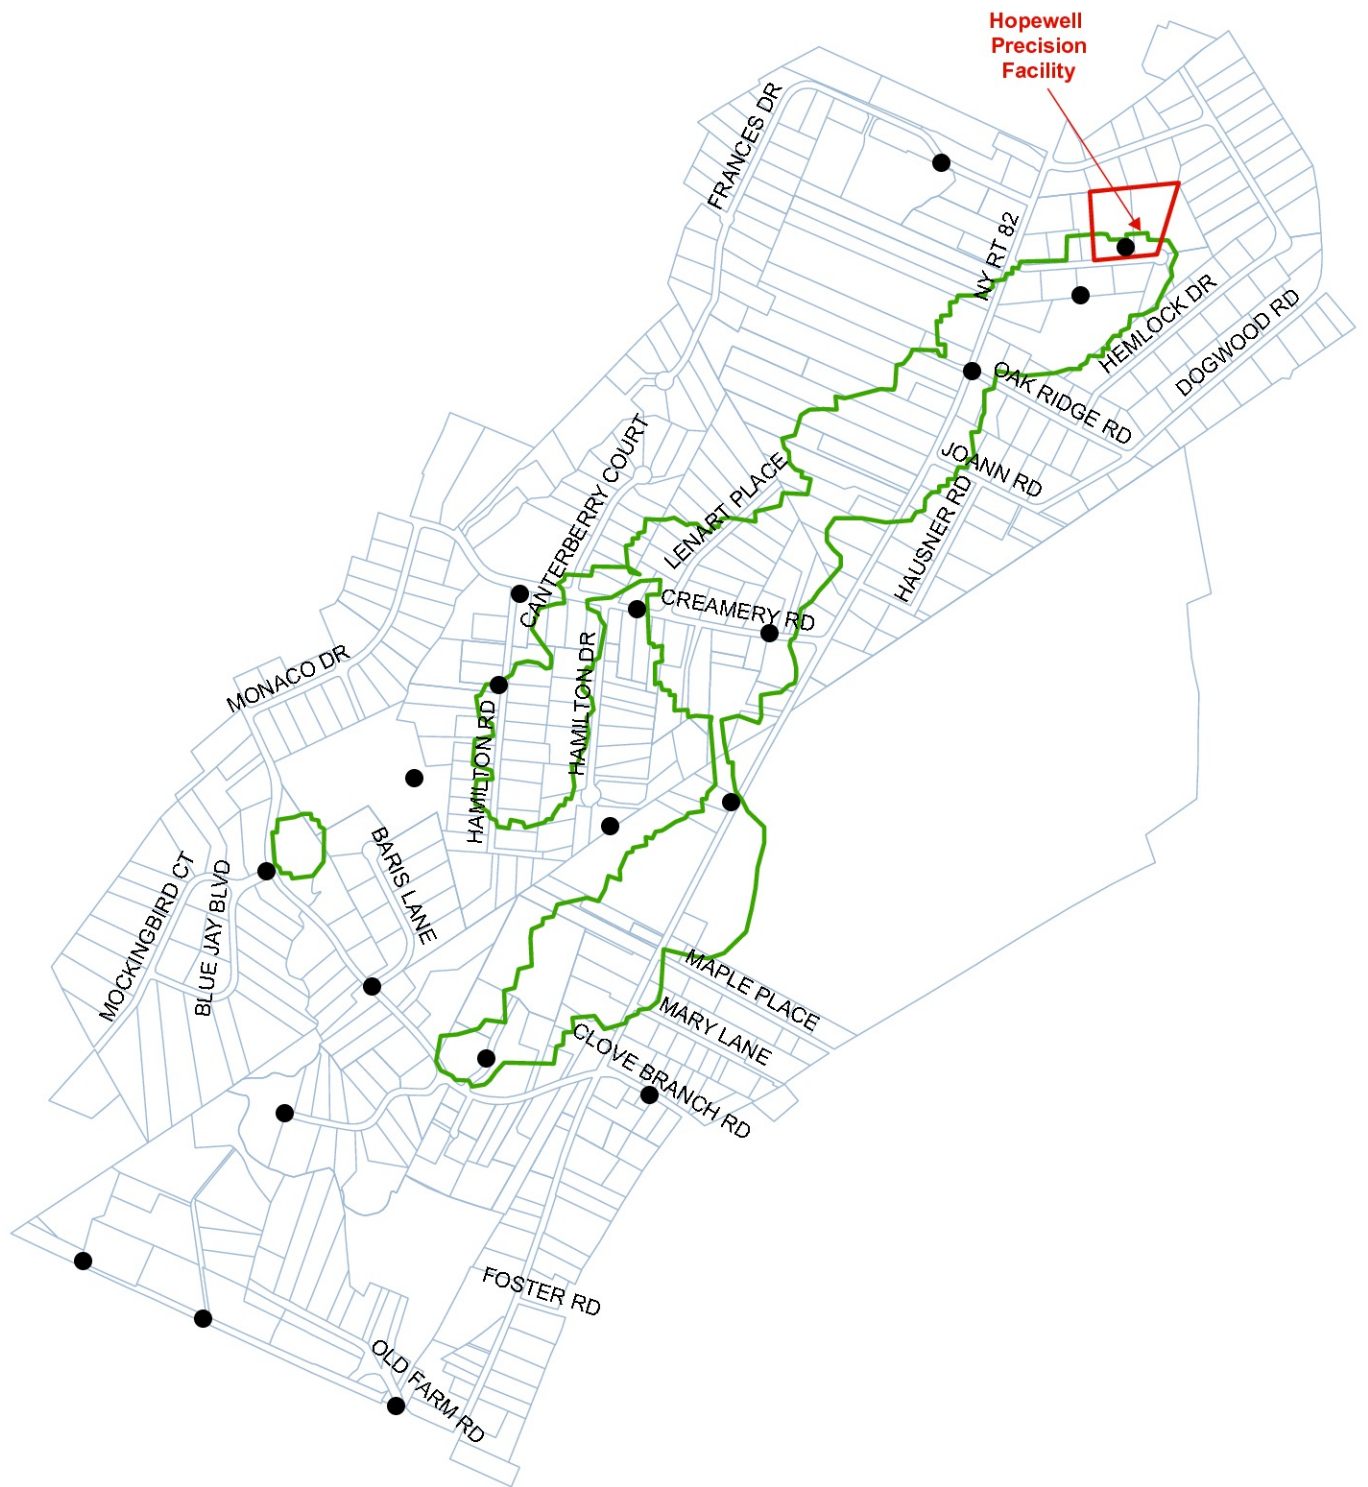 Hopewell
Precision
Facility
FRANCES DR
NY RT 82
HEMLOCK DR
DOGWOOD RD
OAK RIDGE RD
JOANN RD
HAUSNER RD
LENART PLACE
CANTERBERRY COURT
CREAMERY RD
HAMILTON DR
HAMILTON RD
MONACO DR
BARIS LANE
MOCKINGBIRD CT
BLUE JAY BLVD
MAPLE PLACE
MARY LANE
CLOVE BRANCH RD
FOSTER RD
OLD FARM RD